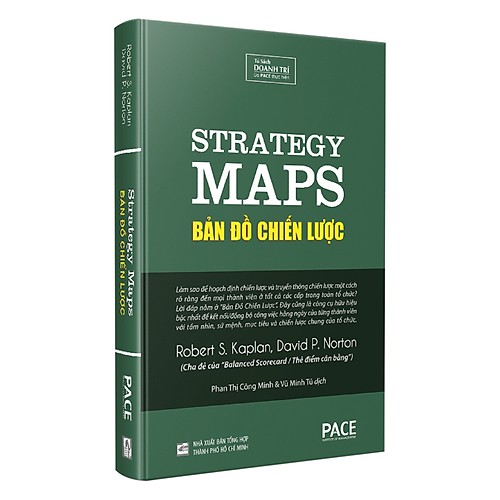 Tủ Sách
DOANH TRÍ
Do PACE thực hiện
STRATEGY
MAPS
BẢN ĐỒ CHIẾN LƯỢC
Làm sao để hoạch định chiến lược và truyền thông chiến lược một cách
rõ ràng đến mọi thành viên ở tất cả các cấp trong toàn tổ chức?
Lời đáp nằm ở "Bản Đồ Chiến Lược". Đây cũng là công cụ hữu hiệu
bậc nhất để kết nối/đồng bộ công việc hằng ngày của từng thành viên
với tầm nhìn, sứ mệnh, mục tiêu và chiến lược chung của tổ chức.
Robert S. Kaplan, David P. Norton
(Cha đẻ của "Balanced Scorecard / Thẻ điểm cân bằng")
Phan Thị Công Minh & Vũ Minh Tú dịch
NHÀ XUẤT BẢN TỔNG HỢP
THÀNH PHỐ HỒ CHÍ MINH
PACE
Robert S. Kaplan
David P. Norton
Strategy Maps
BẢN ĐỒ CHIẾN LƯỢC
PACE